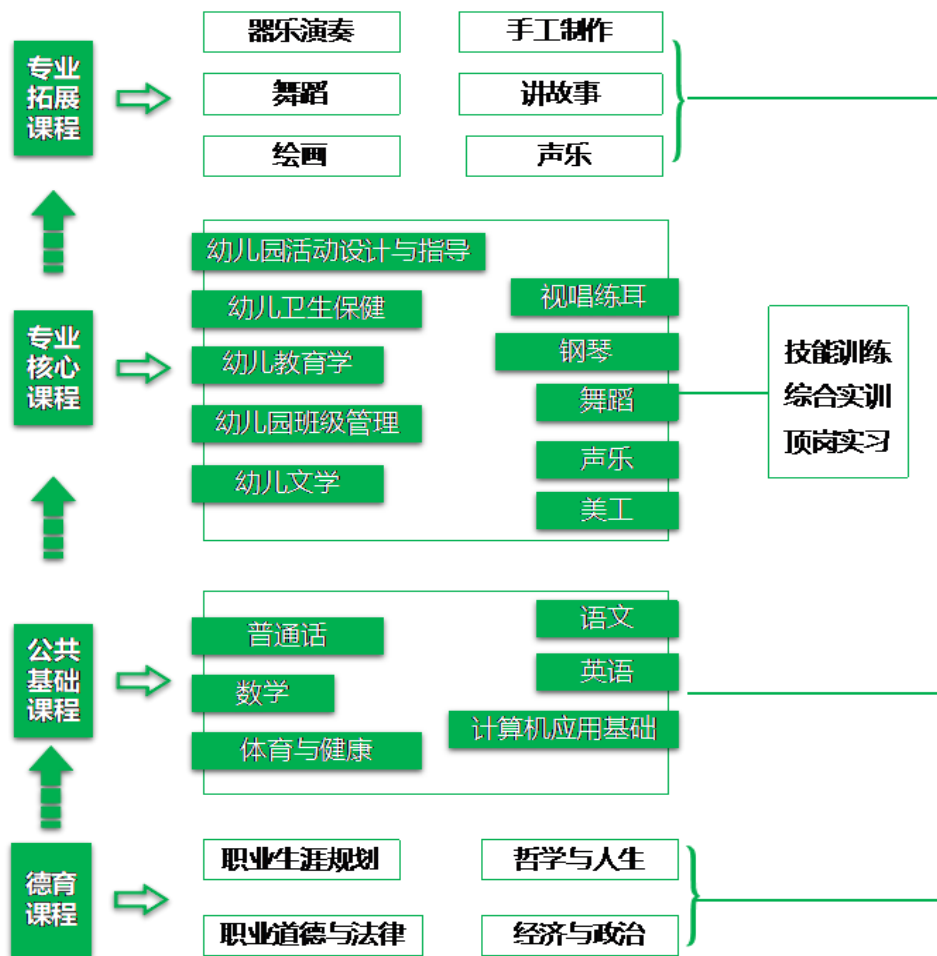 专业
拓展
课程
器乐演奏
手工制作
舞蹈
讲故事
绘画
声乐
专业
核心
课程
幼儿园活动设计与指导
幼儿卫生保健
幼儿教育学
幼儿园班级管理
幼儿文学
视唱练耳
钢琴
舞蹈
声乐
美工
技能训练
综合实训
顶岗实习
公共
基础
课程
普通话
数学
体育与健康
语文
英语
计算机应用基础
德育
课程
职业生涯规划
哲学与人生
职业道德与法律
经济与政治